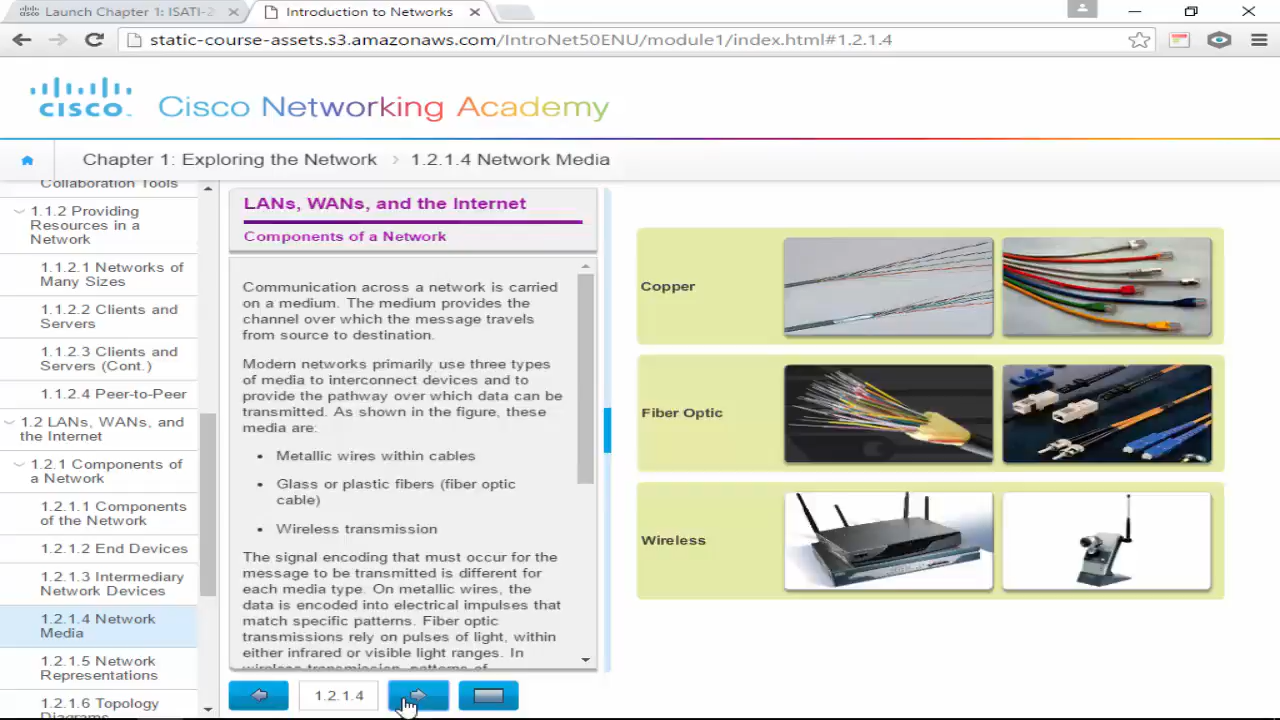 Launch Chapter 1: ISATI-2
Introduction to Networks
static-course-assets.s3.amazonaws.com/IntroNet50ENU/module1/index.html#1.2.1.4
CISCO. Cisco Networking Academy
Chapter 1: Exploring the Network > 1.2.1.4 Network Media
Collaboration Tools
1.1.2 Providing
Resources in a
Network
1.1.2.1 Networks of
Many Sizes
1.1.2.2 Clients and
Servers
1.1.2.3 Clients and
Servers (Cont.)
1.1.2.4 Peer-to-Peer
1.2 LANs, WANs, and
the Internet
1.2.1 Components of
a Network
1.2.1.1 Components
of the Network
1.2.1.2 End Devices
1.2.1.3 Intermediary
Network Devices
1.2.1.4 Network
Media
1.2.1.5 Network
Representations
1.2.1.6 Topology
Diagrams
LANs, WANs, and the Internet
Components of a Network
Communication across a network is carried
on a medium. The medium provides the
channel over which the message travels
from source to destination.
Modern networks primarily use three types
of media to interconnect devices and to
provide the pathway over which data can be
transmitted. As shown in the figure, these
media are:
• Metallic wires within cables
• Glass or plastic fibers (fiber optic
cable)
• Wireless transmission
The signal encoding that must occur for the
message to be transmitted is different for
each media type. On metallic wires, the
data is encoded into electrical impulses that
match specific patterns. Fiber optic
transmissions rely on pulses of light, within
either infrared or visible light ranges. In
wireless transmission, patterns of
1.2.1.4
Copper
Fiber Optic
Wireless